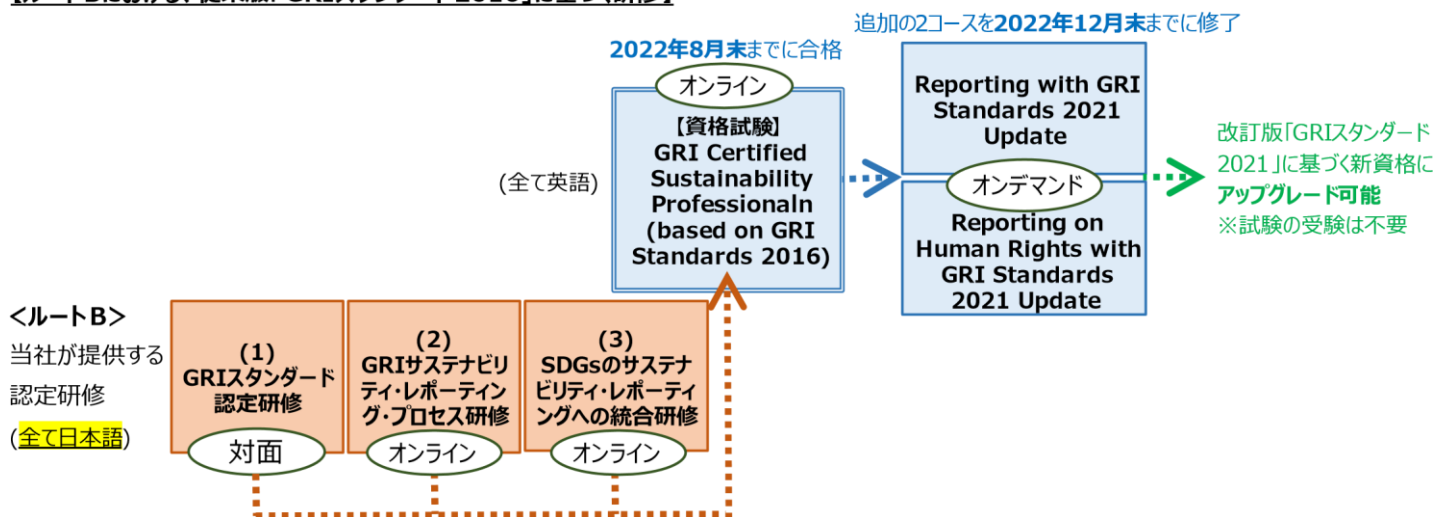 追加の2コースを2022年12月末までに修了
2022年8月末までに合格
オンライン
【資格試験】
GRI Certified
Sustainability
Professionaln
(based on GRI
Standards 2016)
(全て英語)
Reporting with GRI
Standards 2021
Update
オンデマンド
Reporting on
Human Rights with
GRI Standards
2021 Update
改訂版「GRIスタンダード
2021」に基づく新資格に
アップグレード可能
※試験の受験は不要
<ルートB>
当社が提供する
認定研修
(全て日本語)
(1)
GRIスタンダード
認定研修
対面
(2)
GRIサステナビリ
ティ・レポーティン
グ・プロセス研修
オンライン
(3)
SDGsのサステナ
ビリティ・レポーティ
ングへの統合研修
オンライン